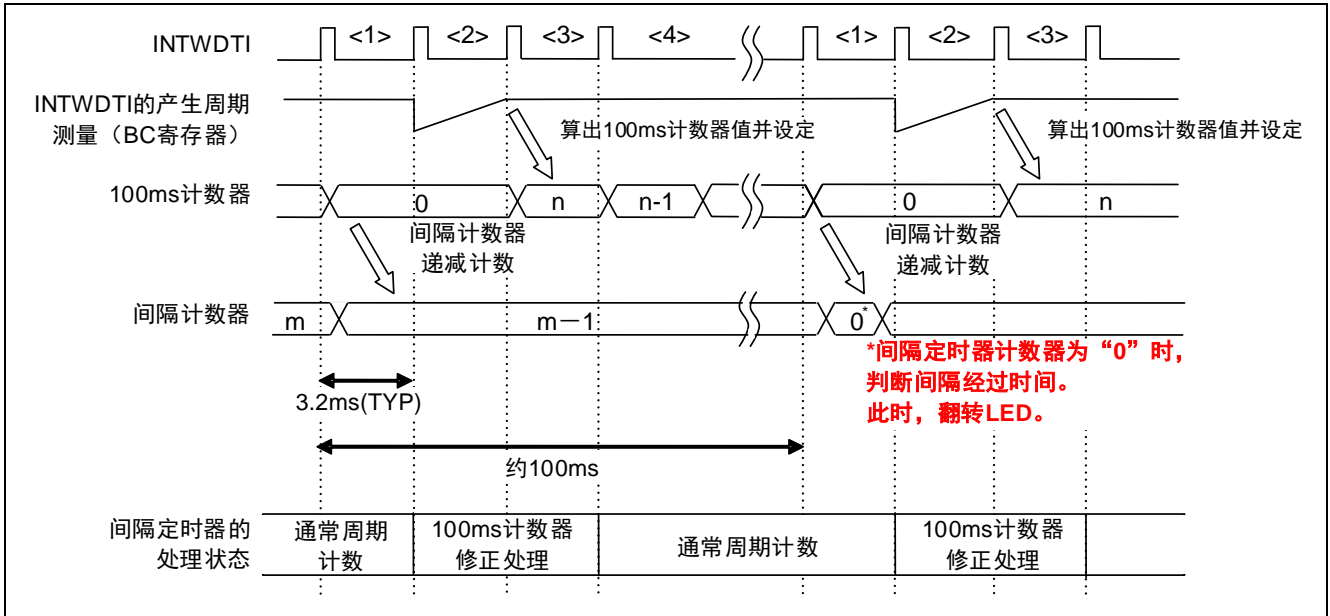 INTWDTI
<1> <2> <3> <4> <1> <2> <3>
INTWDTI的产生周期
测量（BC寄存器）
算出100ms计数器值并设定
算出100ms计数器值并设定
100ms计数器
0 n n-1 0 n
间隔计数器
递减计数
间隔计数器
递减计数
间隔计数器
m m－1 0*
*间隔定时器计数器为“0”时，
判断间隔经过时间。
此时，翻转LED。
3.2ms(TYP)
约100ms
间隔定时器的
处理状态
通常周期
计数
100ms计数器
修正处理
通常周期计数
100ms计数器
修正处理